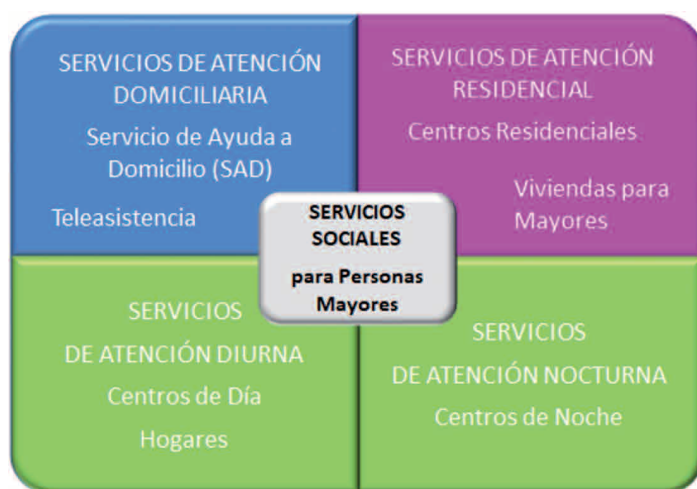 SERVICIOS DE ATENCIÓN
DOMICILIARIA
Servicio de Ayuda a
Domicilio (SAD)
Teleasistencia
SERVICIOS DE ATENCIÓN
RESIDENCIAL
Centros Residenciales
Viviendas para
Mayores
SERVICIOS
SOCIALES
para Personas
Mayores
SERVICIOS
DE ATENCIÓN DIURNA
Centros de Día
Hogares
SERVICIOS
DE ATENCIÓN NOCTURNA
Centros de Noche